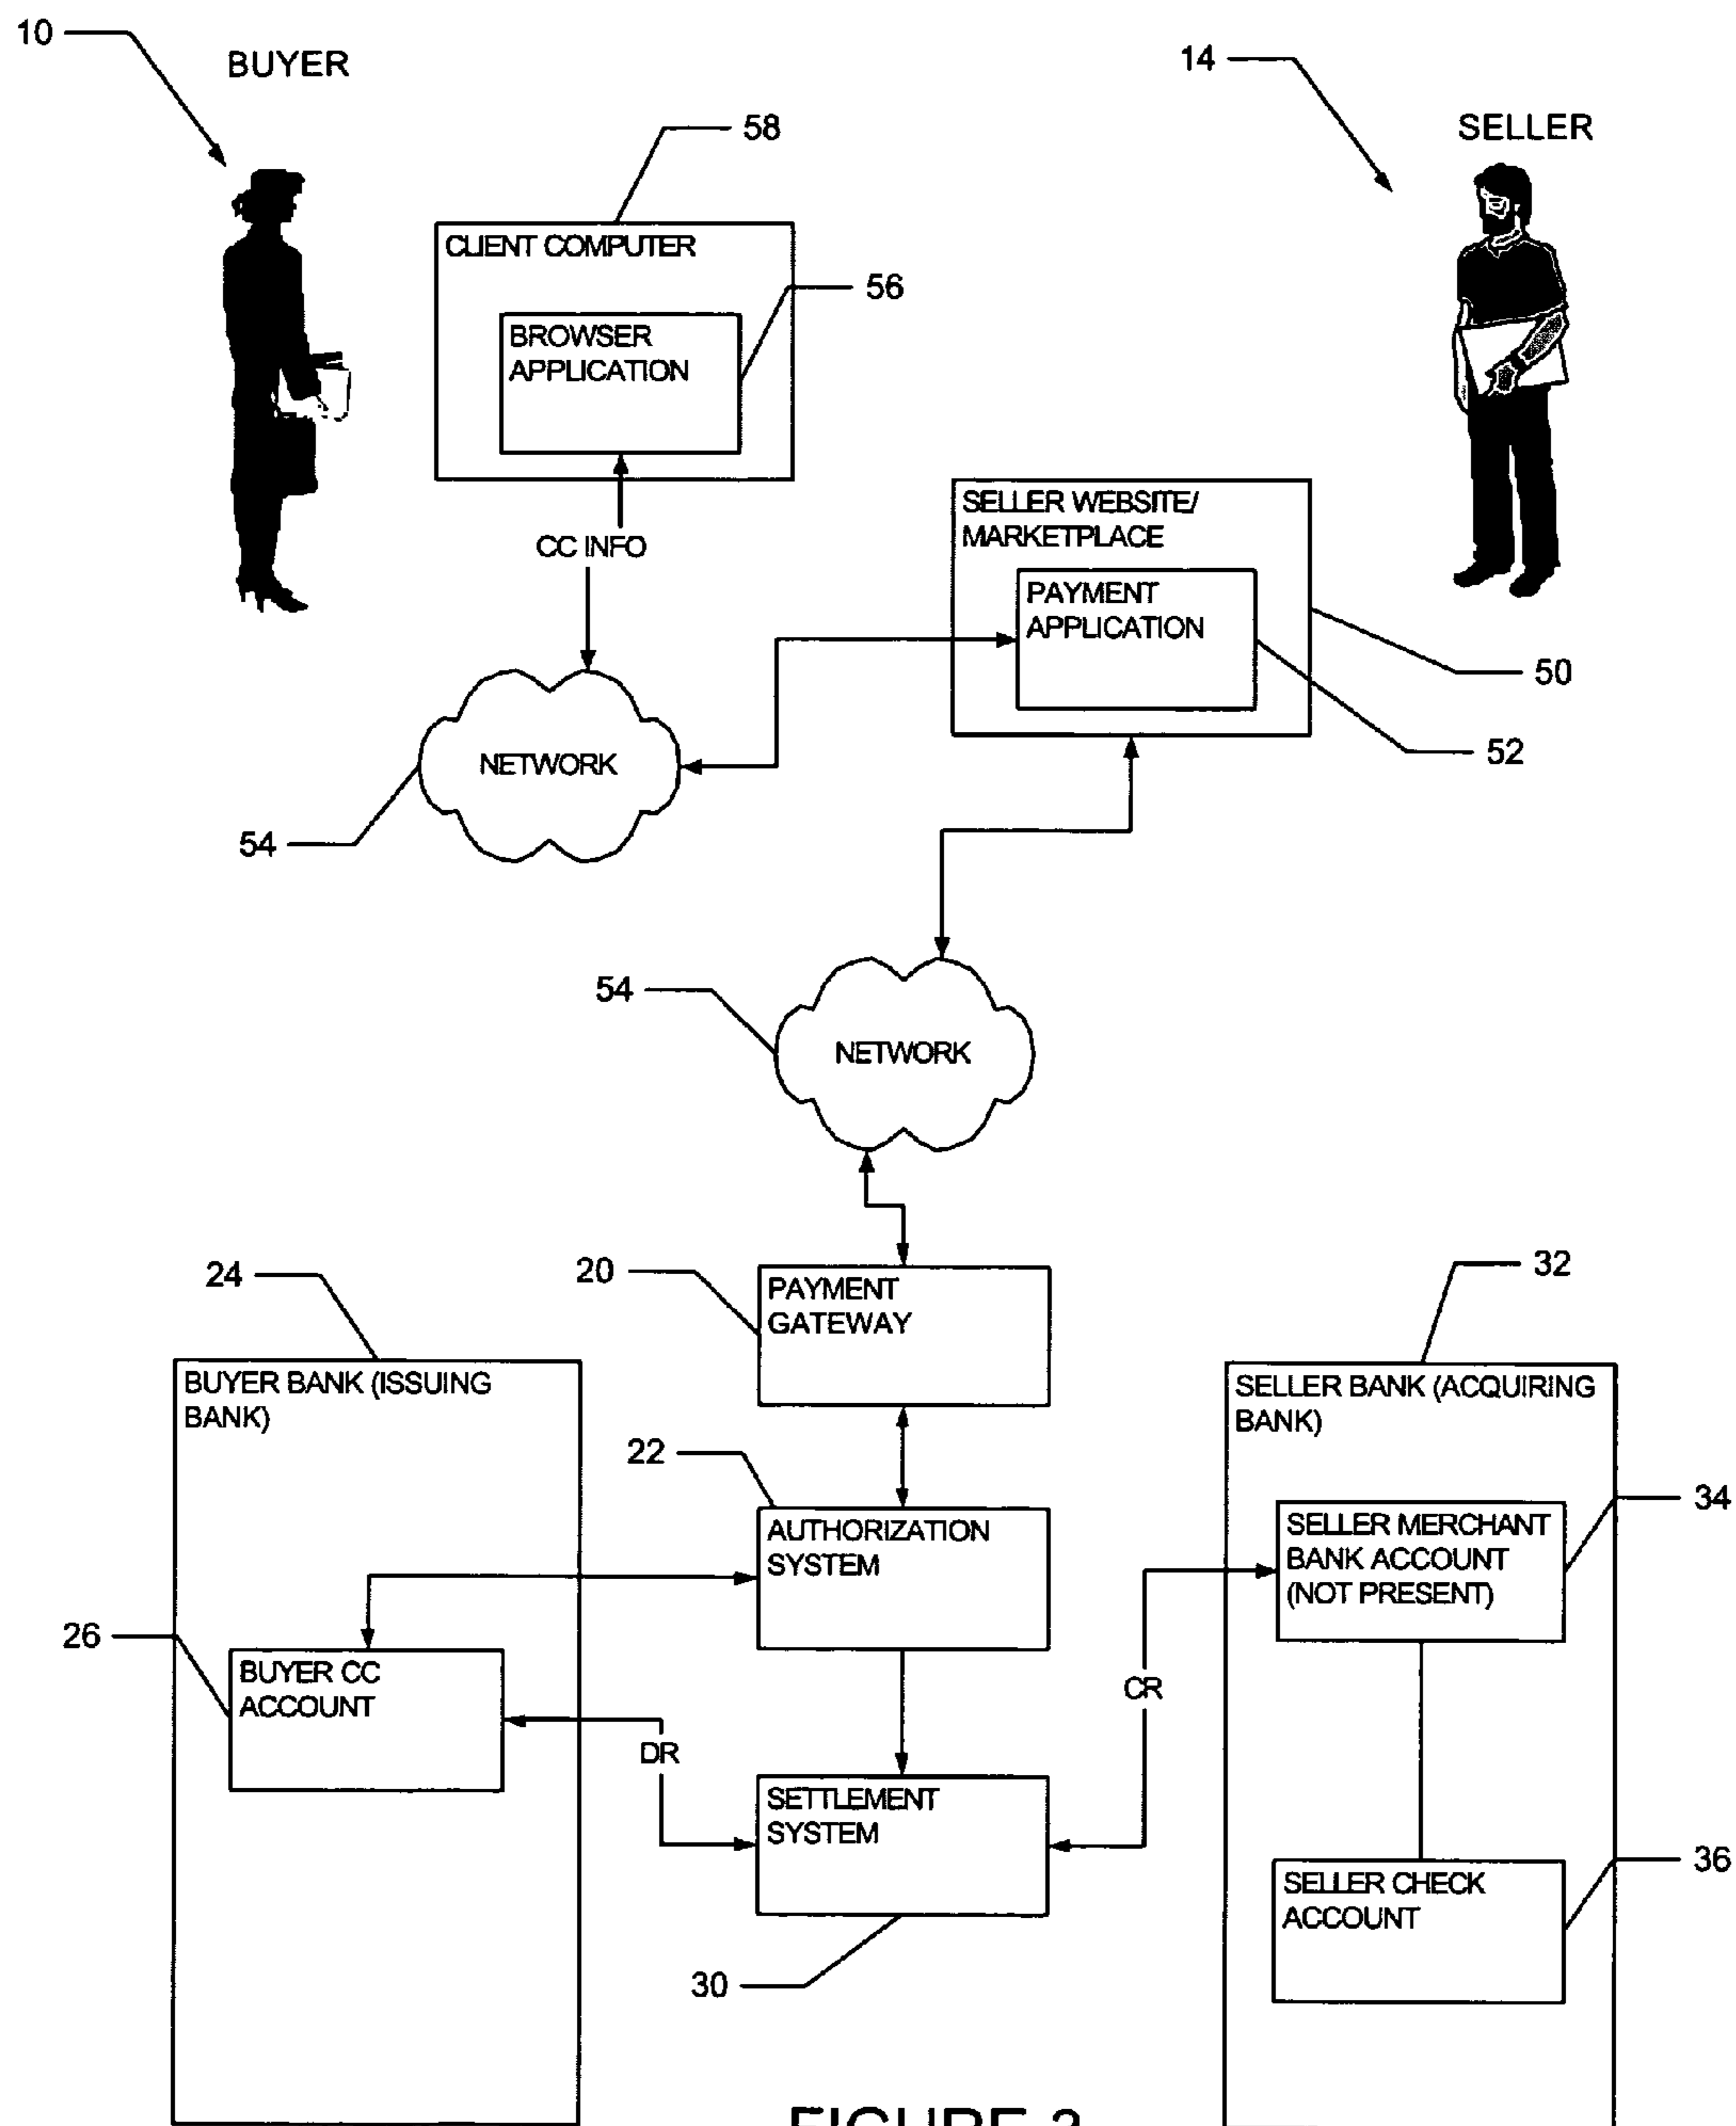 10
BUYER
14
SELLER
58
CLIENT COMPUTER
56
BROWSER
APPLICATION
CC INFO
SELLER WEBSITE/
MARKETPLACE
PAYMENT
APPLICATION
50
52
NETWORK
54
54
NETWORK
20
PAYMENT
GATEWAY
24
32
BUYER BANK (ISSUING
BANK)
SELLER BANK (ACQUIRING
BANK)
22
AUTHORIZATION
SYSTEM
34
SELLER MERCHANT
BANK ACCOUNT
(NOT PRESENT)
26
BUYER CC
ACCOUNT
CR
DR
SETTLEMENT
SYSTEM
36
SELLER CHECK
ACCOUNT
30
FIGURE